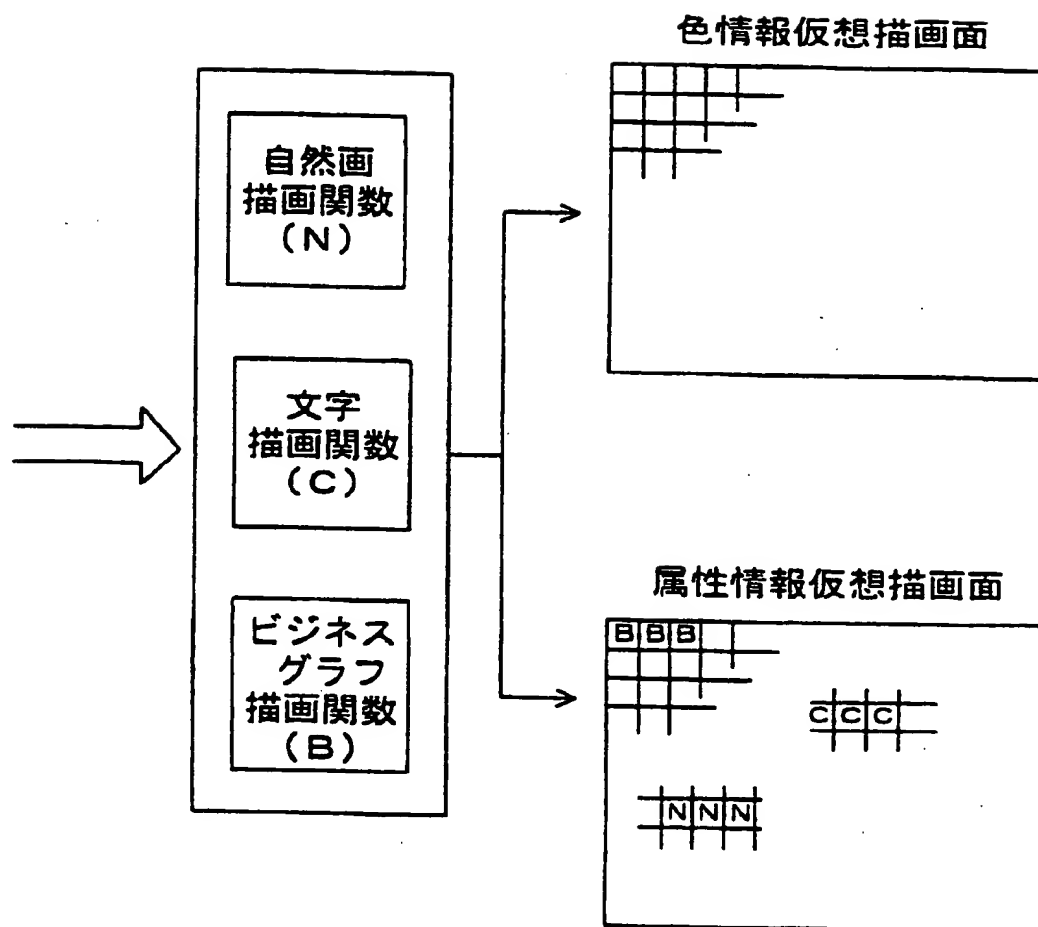 色情報仮想描画面
自然画
描画関数
(N)
文字
描画関数
(C)
ビジネス
グラフ
描画関数
(B)
属性情報仮想描画面
B B B
C C C
N N N